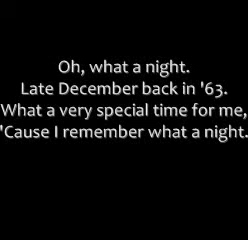 Oh, what a night.
Late December back in '63.
What a very special time for me,
'Cause I remember what a night.